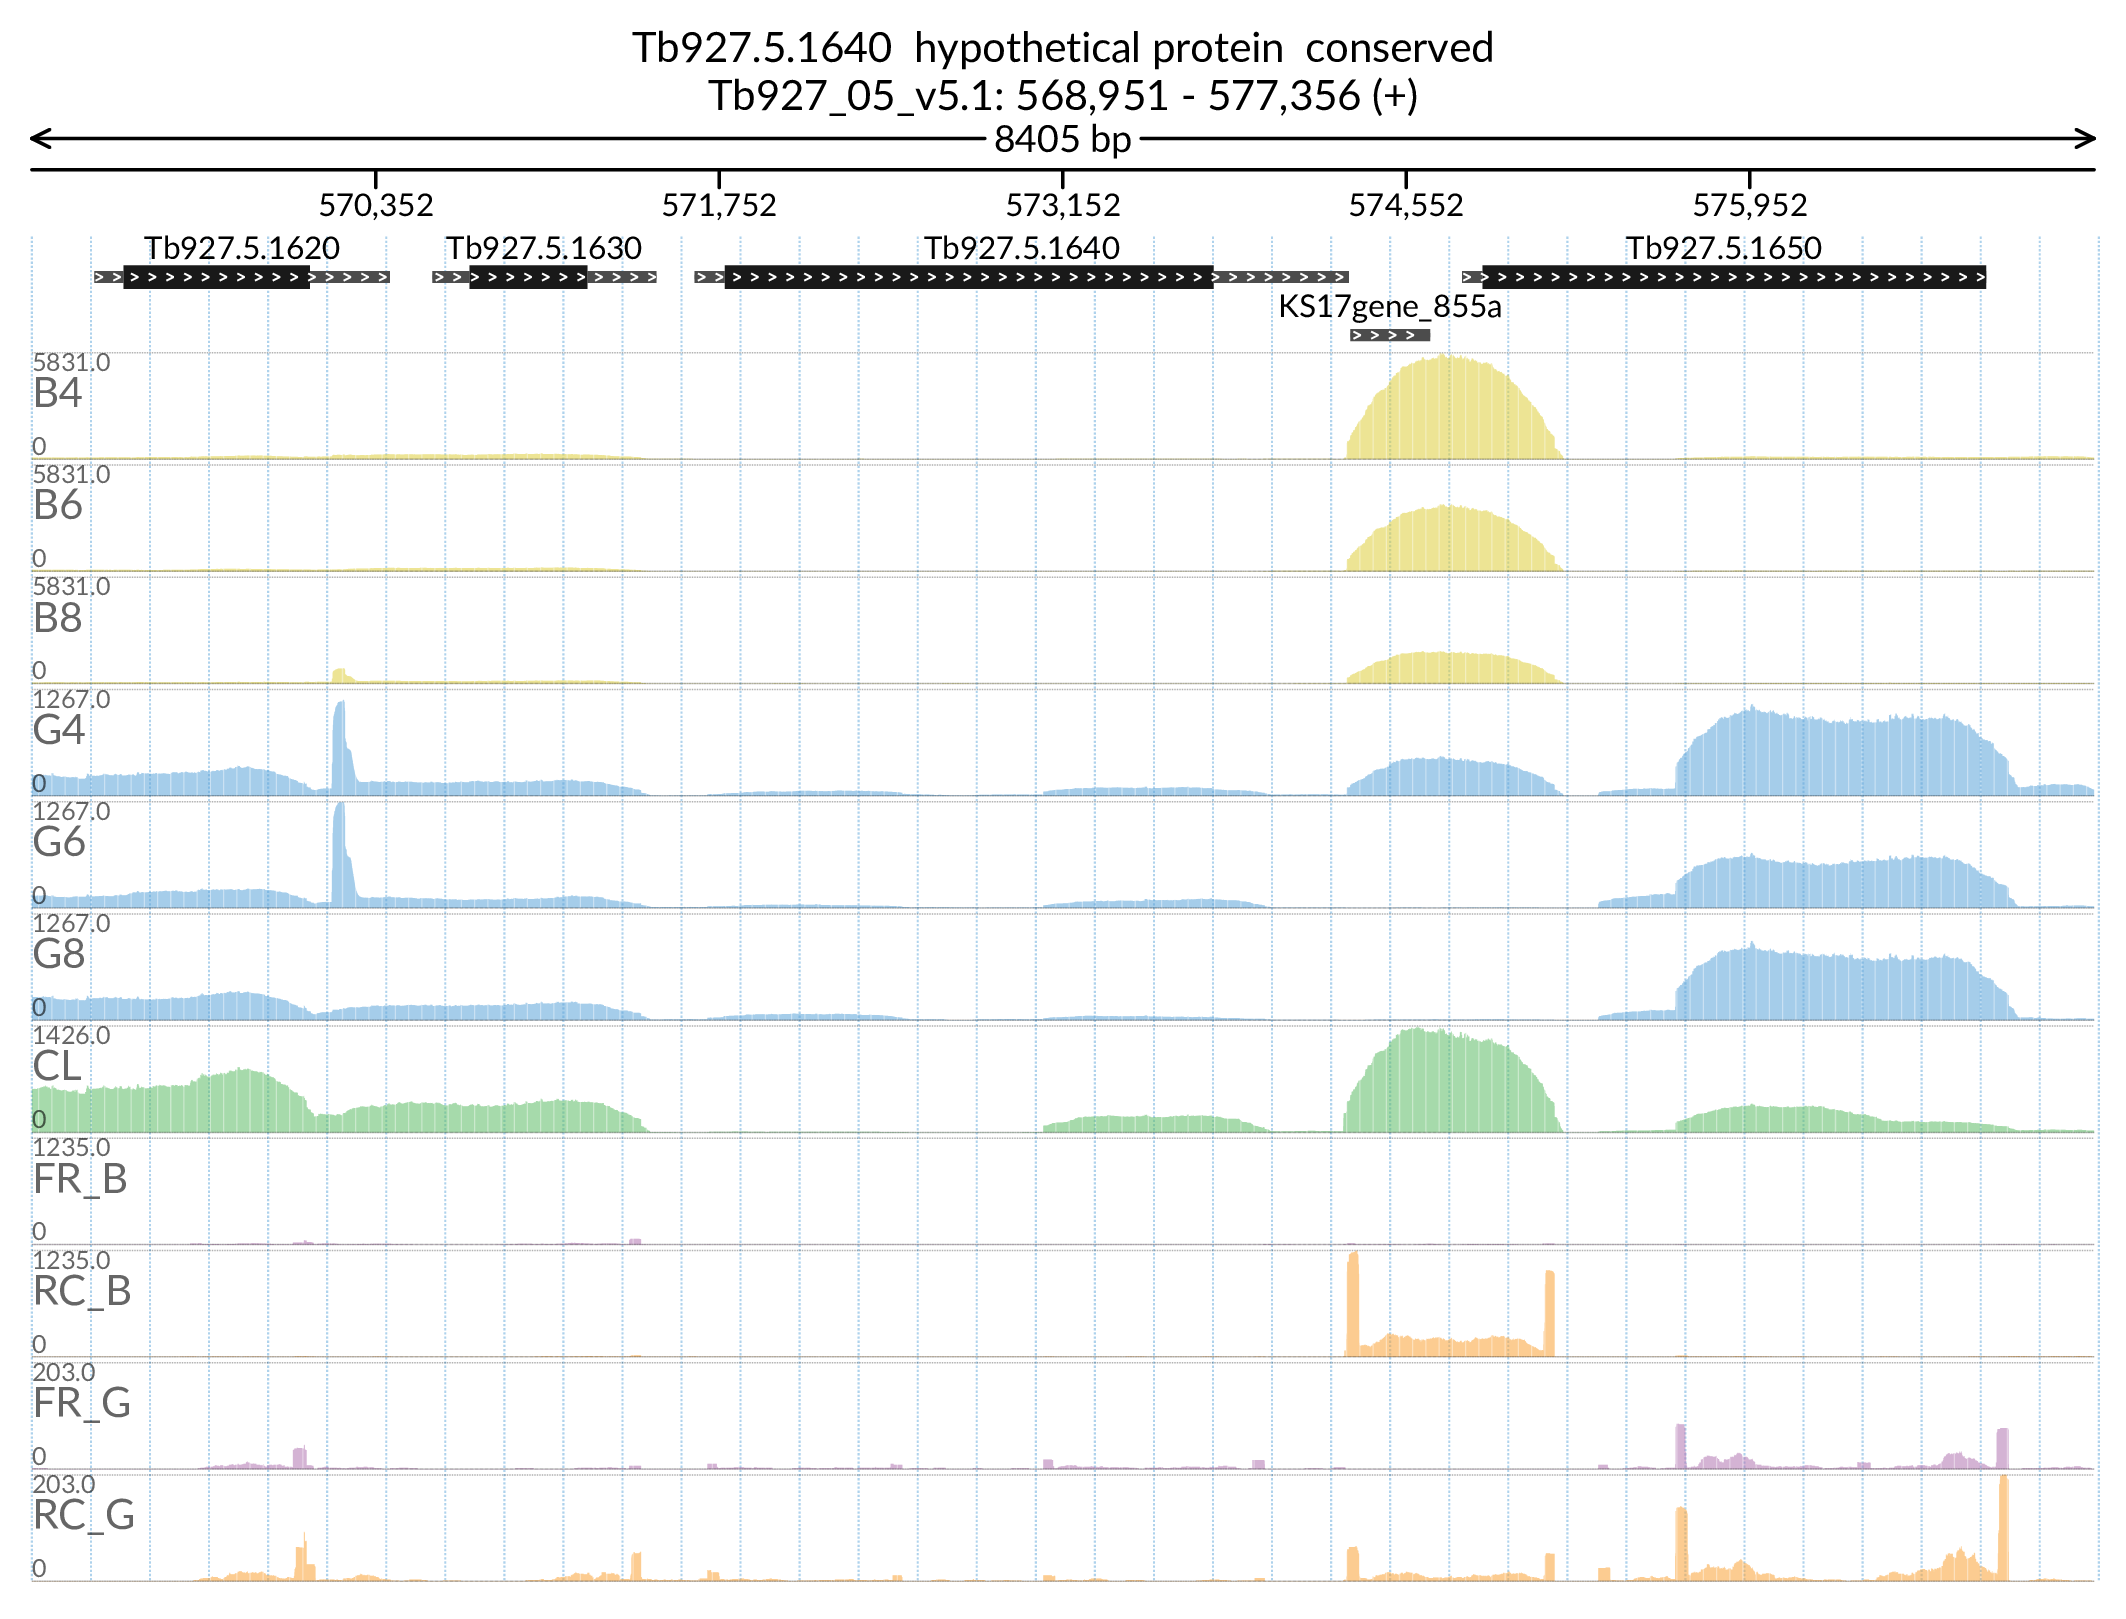 Tb927.5.1640  hypothetical protein  conserved
Tb927_05_v5.1: 568,951 - 577,356 (+)
8405 bp
570,352 571,752 573,152 574,552 575,952
Tb927.5.1620 Tb927.5.1630 Tb927.5.1640 Tb927.5.1650
KS17gene_855a
5831.0
B4
0
5831.0
B6
0
5831.0
B8
0
1267.0
G4
0
1267.0
G6
0
1267.0
G8
0
1426.0
CL
0
1235.0
FR_B
0
1235.0
RC_B
0
203.0
FR_G
0
203.0
RC_G
0